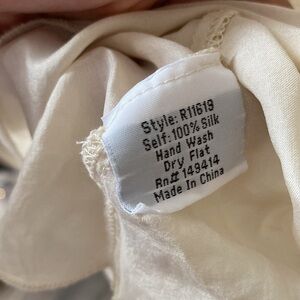 Style: R11619
Self: 100% Silk
Hand Wash
Dry Flat
Rn# 149414
Made In China